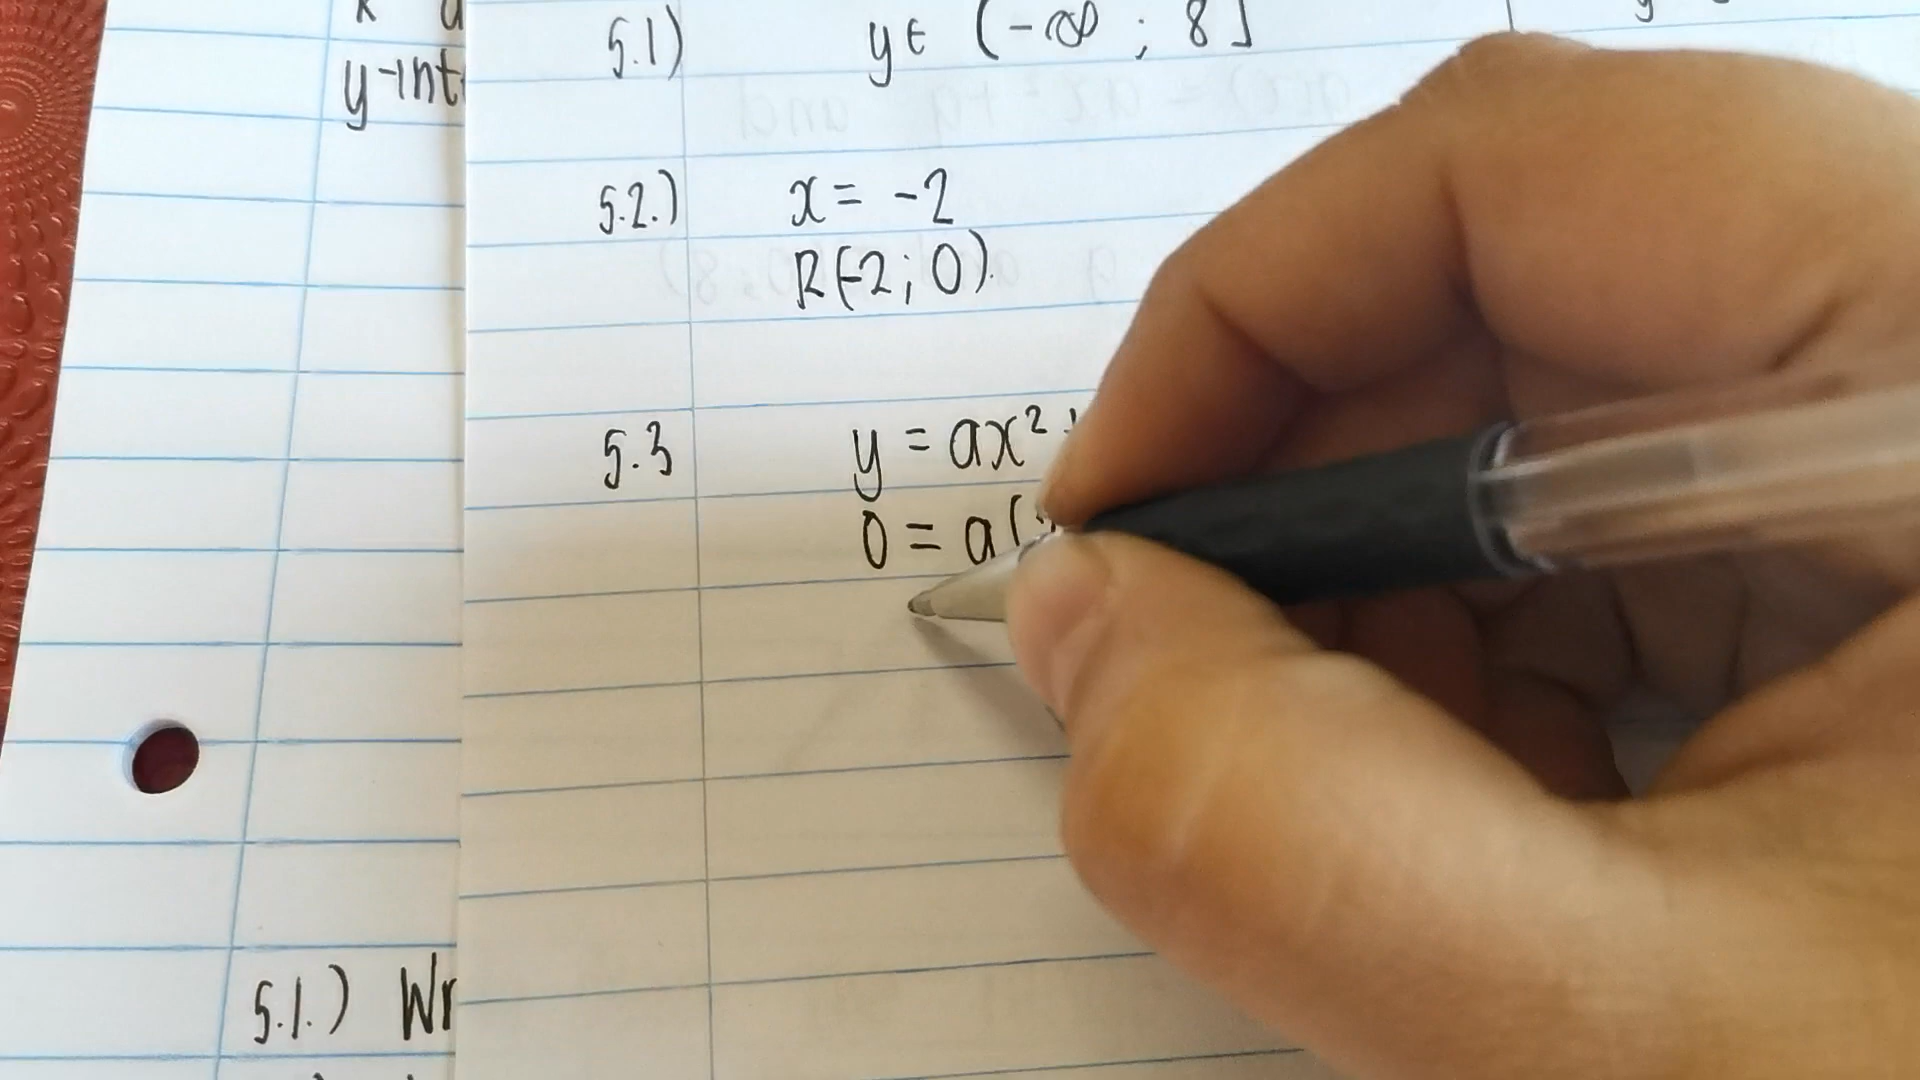 y-int
5.1) y∈ (-∞ ; 8]
5.2.) x = -2
R(-2 ; 0).
5.3 y = ax²
0 = a(
5.1.) Wr